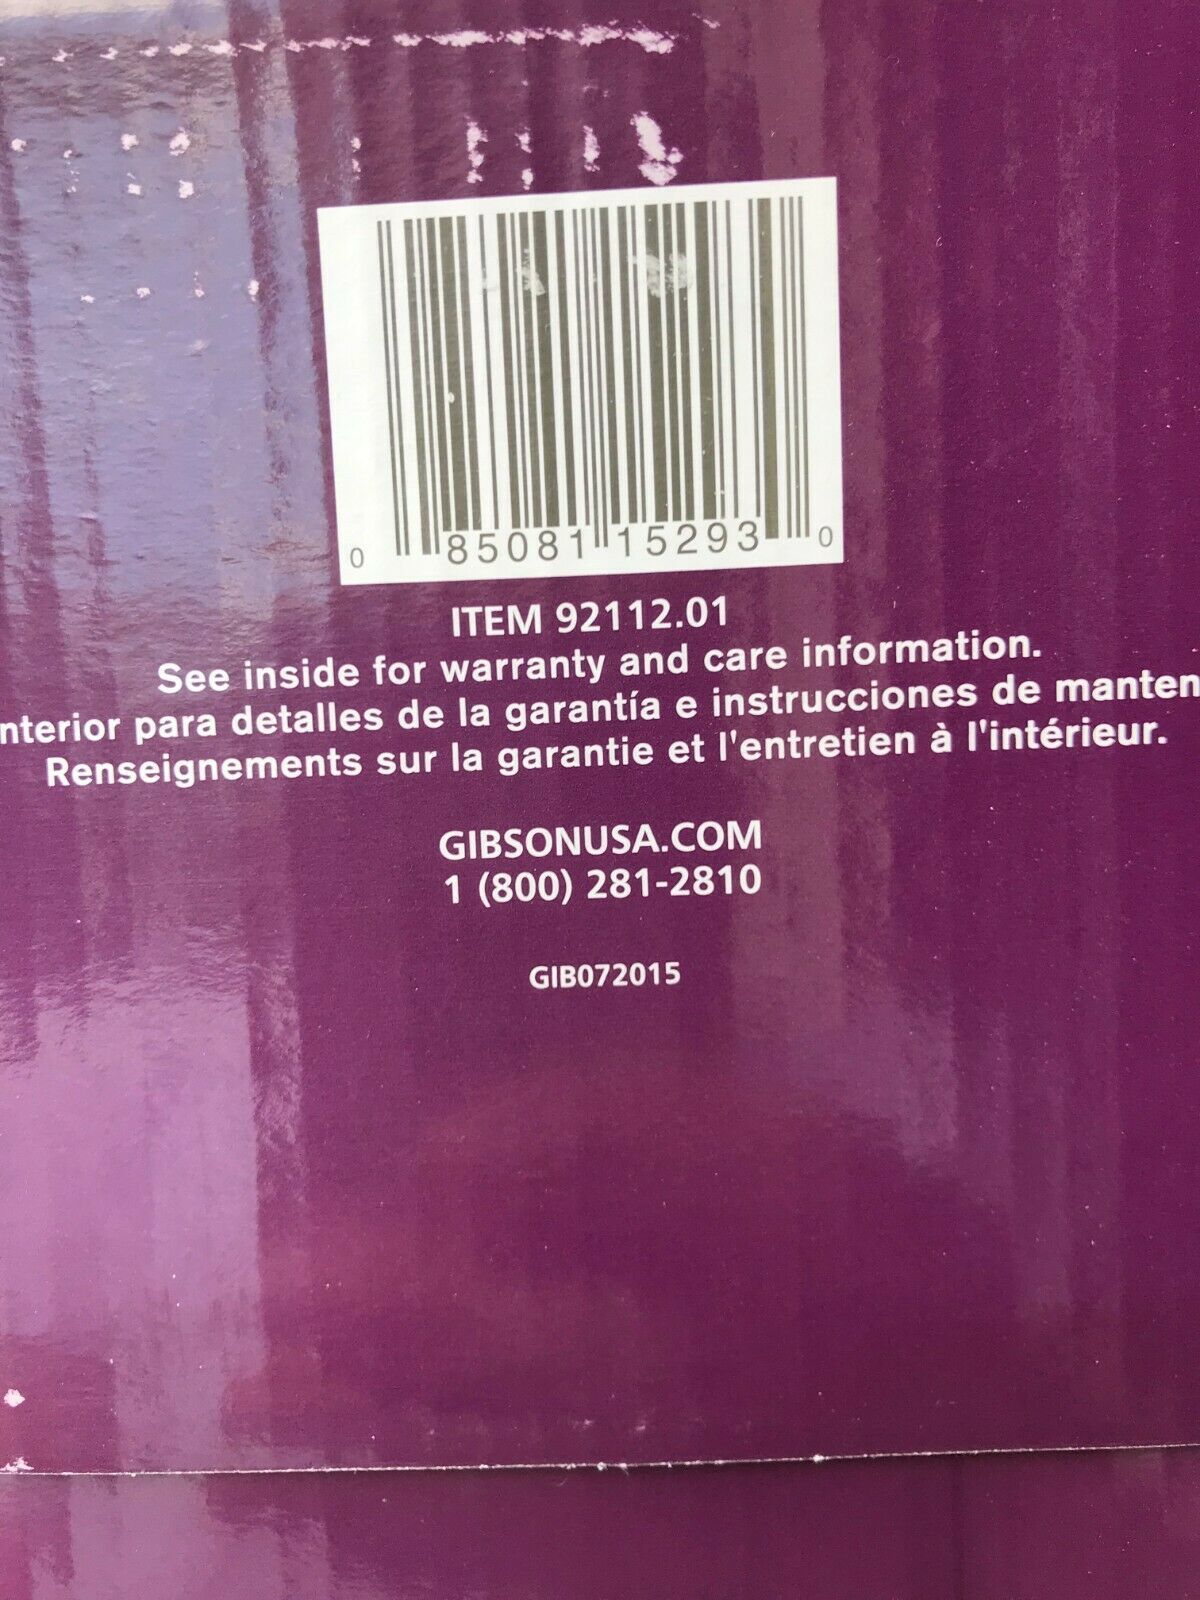 0 85081 15293 0
ITEM 92112.01
See inside for warranty and care information.
nterior para detalles de la garantía e instrucciones de manten
Renseignements sur la garantie et l'entretien à l'intérieur.
GIBSONUSA.COM
1 (800) 281-2810
GIB072015